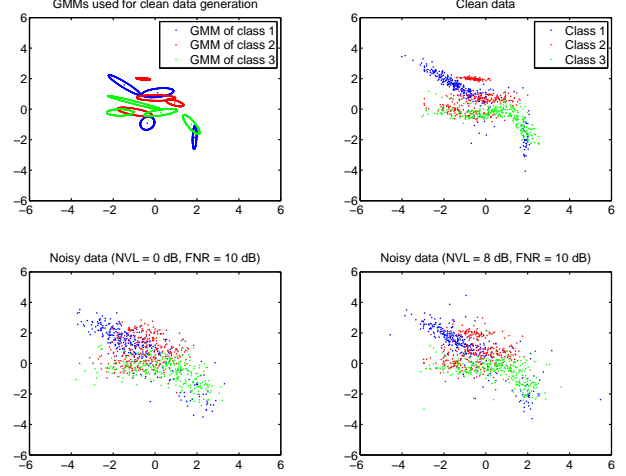 GMMs used for clean data generation
6
4
2
0
−2
−4
−6
−6 −4 −2 0 2 4 6
GMM of class 1
GMM of class 2
GMM of class 3
Clean data
6
4
2
0
−2
−4
−6
−6 −4 −2 0 2 4 6
Class 1
Class 2
Class 3
Noisy data (NVL = 0 dB, FNR = 10 dB)
6
4
2
0
−2
−4
−6
−6 −4 −2 0 2 4 6
Noisy data (NVL = 8 dB, FNR = 10 dB)
6
4
2
0
−2
−4
−6
−6 −4 −2 0 2 4 6